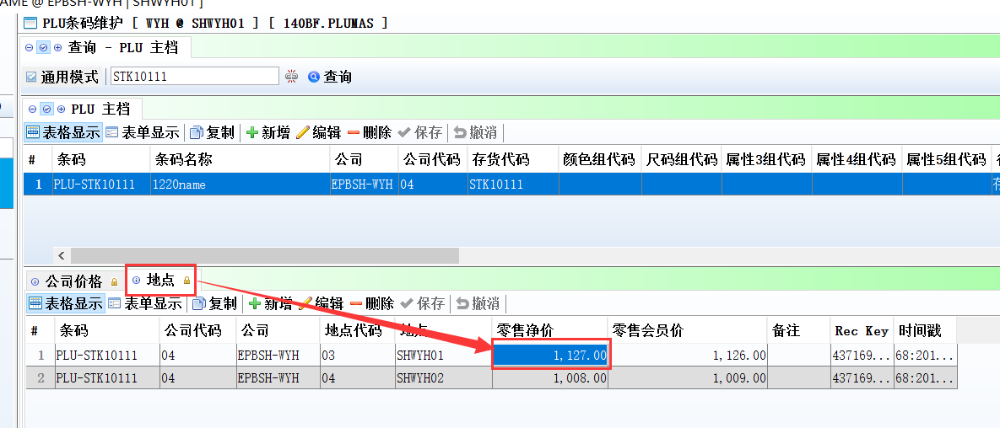 AME @ EPBSH-WYH | SHWYH01 ]
PLU条码维护 [ WYH @ SHWYH01 ] [ 140BF.PLUMAS ]
查询 - PLU 主档
通用模式 STK10111 查询
PLU 主档
表格显示 表单显示 复制 新增 编辑 删除 保存 撤消
# 条码 条码名称 公司 公司代码 存货代码 颜色组代码 尺码组代码 属性3组代码 属性4组代码 属性5组代码
1 PLU-STK10111 1220name EPBSH-WYH 04 STK10111
公司价格 地点
表格显示 表单显示 复制 新增 编辑 删除 保存 撤消
# 条码 公司代码 公司 地点代码 地点 零售净价 零售会员价 备注 Rec Key 时间戳
1 PLU-STK10111 04 EPBSH-WYH 03 SHWYH01 1,127.00 1,126.00 437169... 68:201...
2 PLU-STK10111 04 EPBSH-WYH 04 SHWYH02 1,008.00 1,009.00 437169... 68:201...